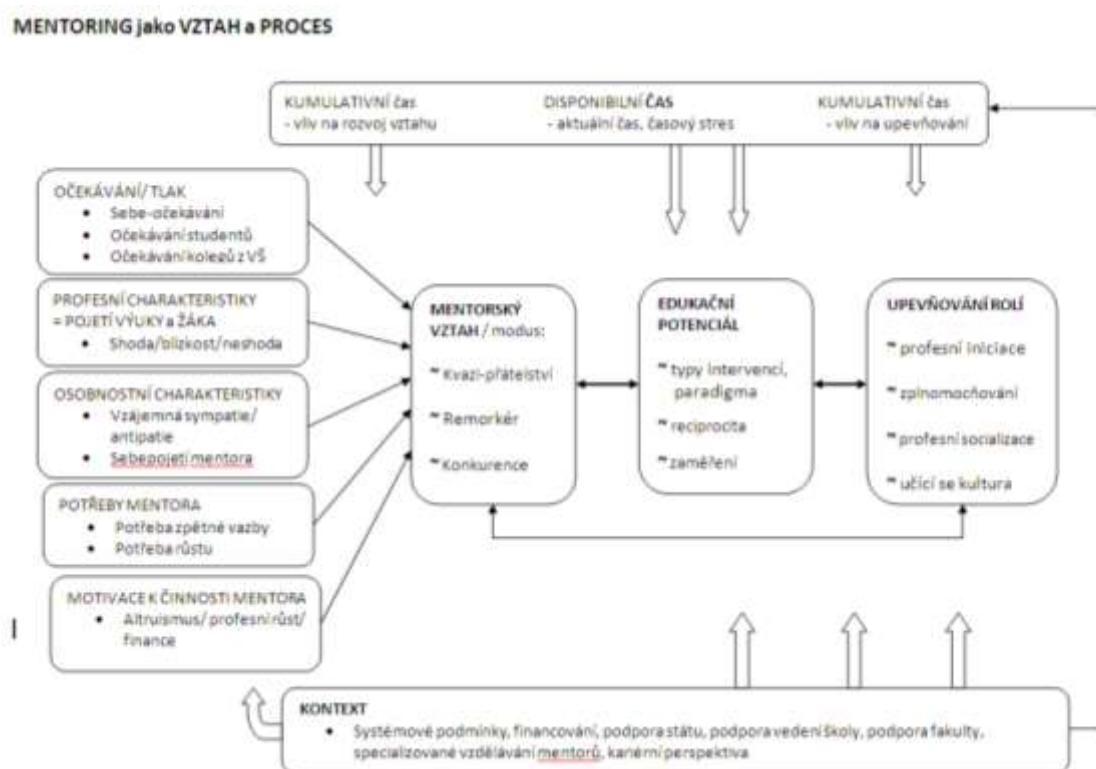 MENTORING jako VZTAH a PROCES
KUMULATIVNÍ čas
- vliv na rozvoj vztahu
DISPONIBILNÍ ČAS
- aktuální čas, časový stres
KUMULATIVNÍ čas
- vliv na upevňování
OČEKÁVÁNÍ/ TLAK
• Sebe-očekávání
• Očekávání studentů
• Očekávání kolegů z VŠ
PROFESNÍ CHARAKTERISTIKY
= POJETÍ VÝUKY a ŽÁKA
• Shoda/blízkost/neshoda
OSOBNOSTNÍ CHARAKTERISTIKY
• Vzájemná sympatie/
antipatie
• Sebepojetí mentora
POTŘEBY MENTORA
• Potřeba zpětné vazby
• Potřeba růstu
MOTIVACE K ČINNOSTI MENTORA
• Altruismus/ profesní růst/
finance
MENTORSKÝ
VZTAH / modus:
~ Kvazi-přátelství
~ Remorkér
~ Konkurence
EDUKAČNÍ
POTENCIÁL
~ typy intervencí,
paradigma
~ reciprocita
~ zaměření
UPEVŇOVÁNÍ ROLÍ
~ profesní iniciace
~ zplnomocňování
~ profesní socializace
~ učící se kultura
KONTEXT
• Systémové podmínky, financování, podpora státu, podpora vedení školy, podpora fakulty,
specializované vzdělávání mentorů, kariérní perspektiva